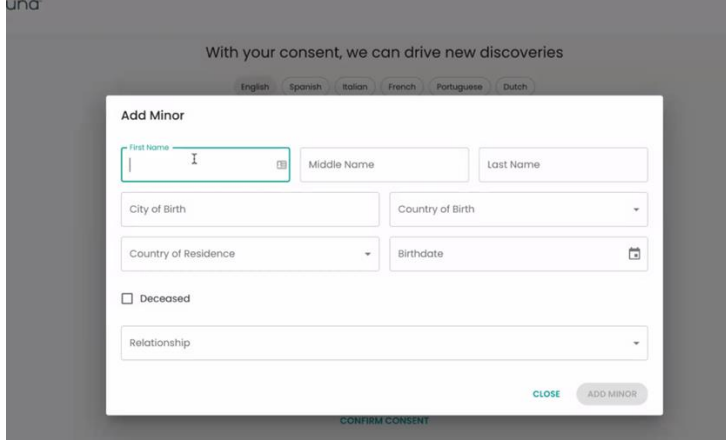 una
With your consent, we can drive new discoveries
English Spanish Italian French Portuguese Dutch
Add Minor
First Name
Middle Name
Last Name
City of Birth
Country of Birth
Country of Residence
Birthdate
Deceased
Relationship
CLOSE
ADD MINOR
CONFIRM CONSENT